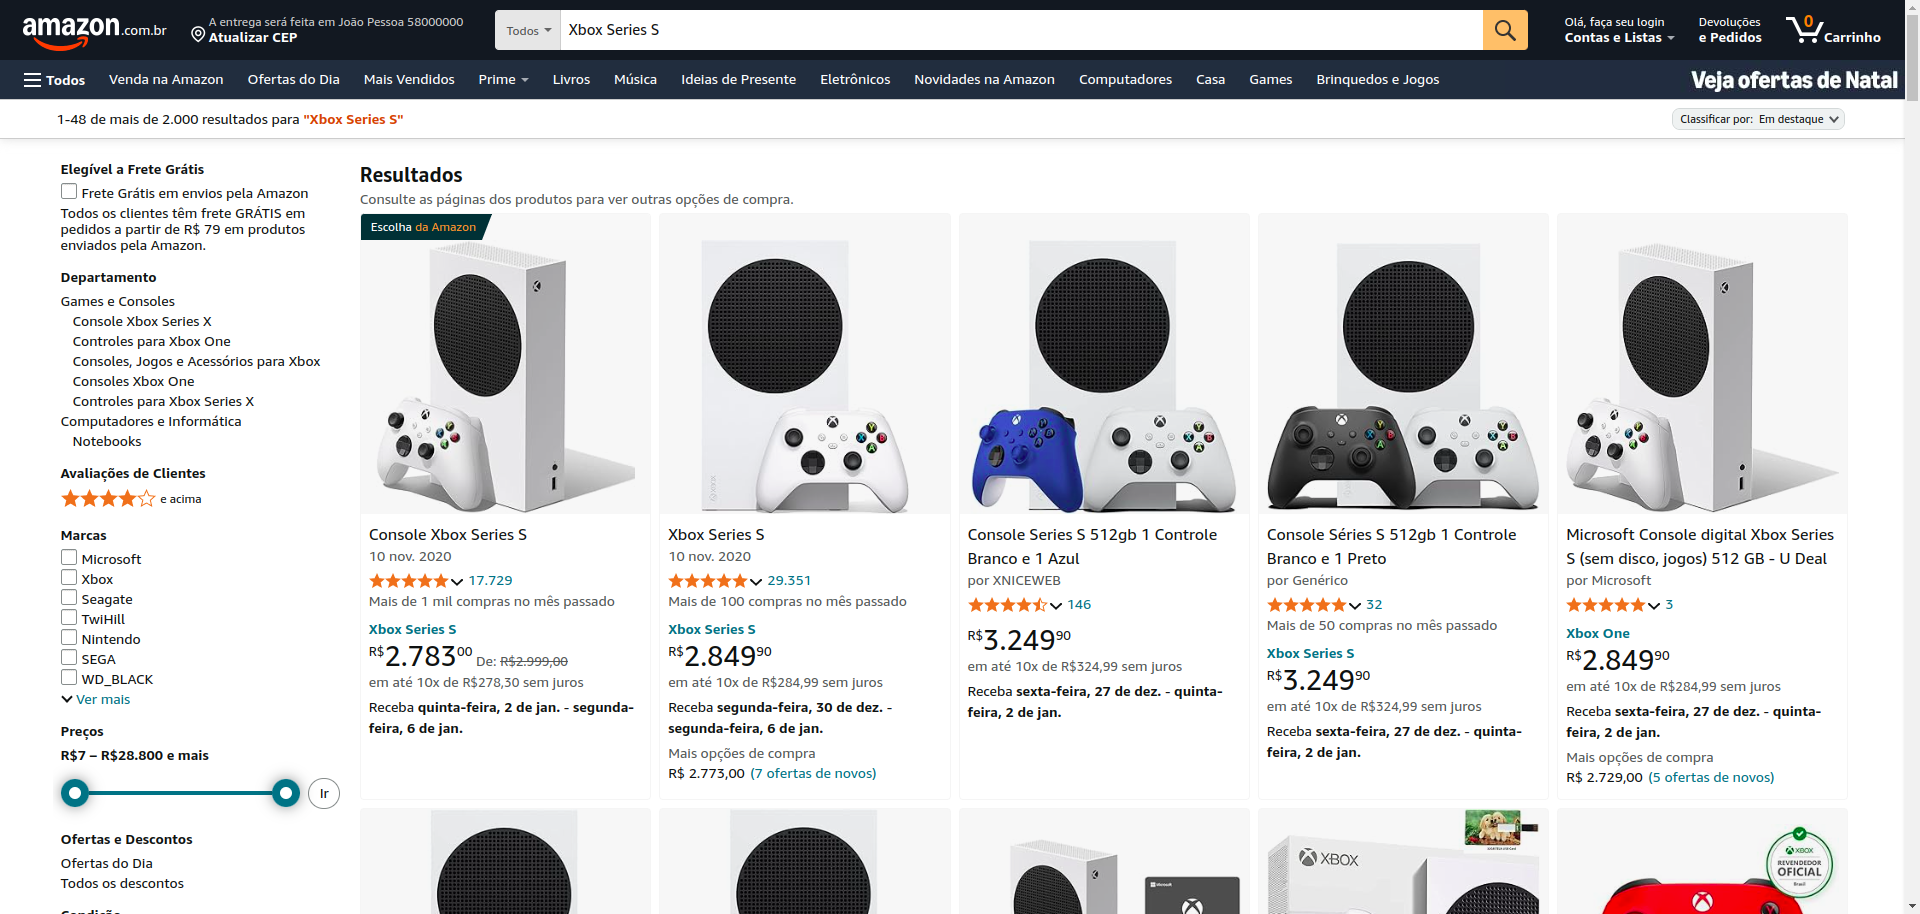 amazon.com.br
A entrega será feita em João Pessoa 58000000
Atualizar CEP
Todos
Xbox Series S
Olá, faça seu login
Contas e Listas
Devoluções
e Pedidos
0
Carrinho
Todos
Venda na Amazon
Ofertas do Dia
Mais Vendidos
Prime
Livros
Música
Ideias de Presente
Eletrônicos
Novidades na Amazon
Computadores
Casa
Games
Brinquedos e Jogos
Veja ofertas de Natal
1-48 de mais de 2.000 resultados para "Xbox Series S"
Classificar por: Em destaque
Elegível a Frete Grátis
Frete Grátis em envios pela Amazon
Todos os clientes têm frete GRÁTIS em
pedidos a partir de R$ 79 em produtos
enviados pela Amazon.
Departamento
Games e Consoles
Console Xbox Series X
Controles para Xbox One
Consoles, Jogos e Acessórios para Xbox
Consoles Xbox One
Controles para Xbox Series X
Computadores e Informática
Notebooks
Avaliações de Clientes
e acima
Marcas
Microsoft
Xbox
Seagate
TwiHill
Nintendo
SEGA
WD_BLACK
Ver mais
Preços
R$7 – R$28.800 e mais
Ir
Ofertas e Descontos
Ofertas do Dia
Todos os descontos
Condição
Resultados
Consulte as páginas dos produtos para ver outras opções de compra.
Escolha da Amazon
Console Xbox Series S
10 nov. 2020
17.729
Mais de 1 mil compras no mês passado
Xbox Series S
R$2.78300 De: R$2.999,00
em até 10x de R$278,30 sem juros
Receba quinta-feira, 2 de jan. - segunda-
feira, 6 de jan.
Xbox Series S
10 nov. 2020
29.351
Mais de 100 compras no mês passado
Xbox Series S
R$2.84990
em até 10x de R$284,99 sem juros
Receba segunda-feira, 30 de dez. -
segunda-feira, 6 de jan.
Mais opções de compra
R$ 2.773,00 (7 ofertas de novos)
Console Series S 512gb 1 Controle
Branco e 1 Azul
por XNICEWEB
146
R$3.24990
em até 10x de R$324,99 sem juros
Receba sexta-feira, 27 de dez. - quinta-
feira, 2 de jan.
Console Séries S 512gb 1 Controle
Branco e 1 Preto
por Genérico
32
Mais de 50 compras no mês passado
Xbox Series S
R$3.24990
em até 10x de R$324,99 sem juros
Receba sexta-feira, 27 de dez. - quinta-
feira, 2 de jan.
Microsoft Console digital Xbox Series
S (sem disco, jogos) 512 GB - U Deal
por Microsoft
3
Xbox One
R$2.84990
em até 10x de R$284,99 sem juros
Receba sexta-feira, 27 de dez. - quinta-
feira, 2 de jan.
Mais opções de compra
R$ 2.729,00 (5 ofertas de novos)
XBOX
XBOX
REVENDEDOR
OFICIAL
Brasil